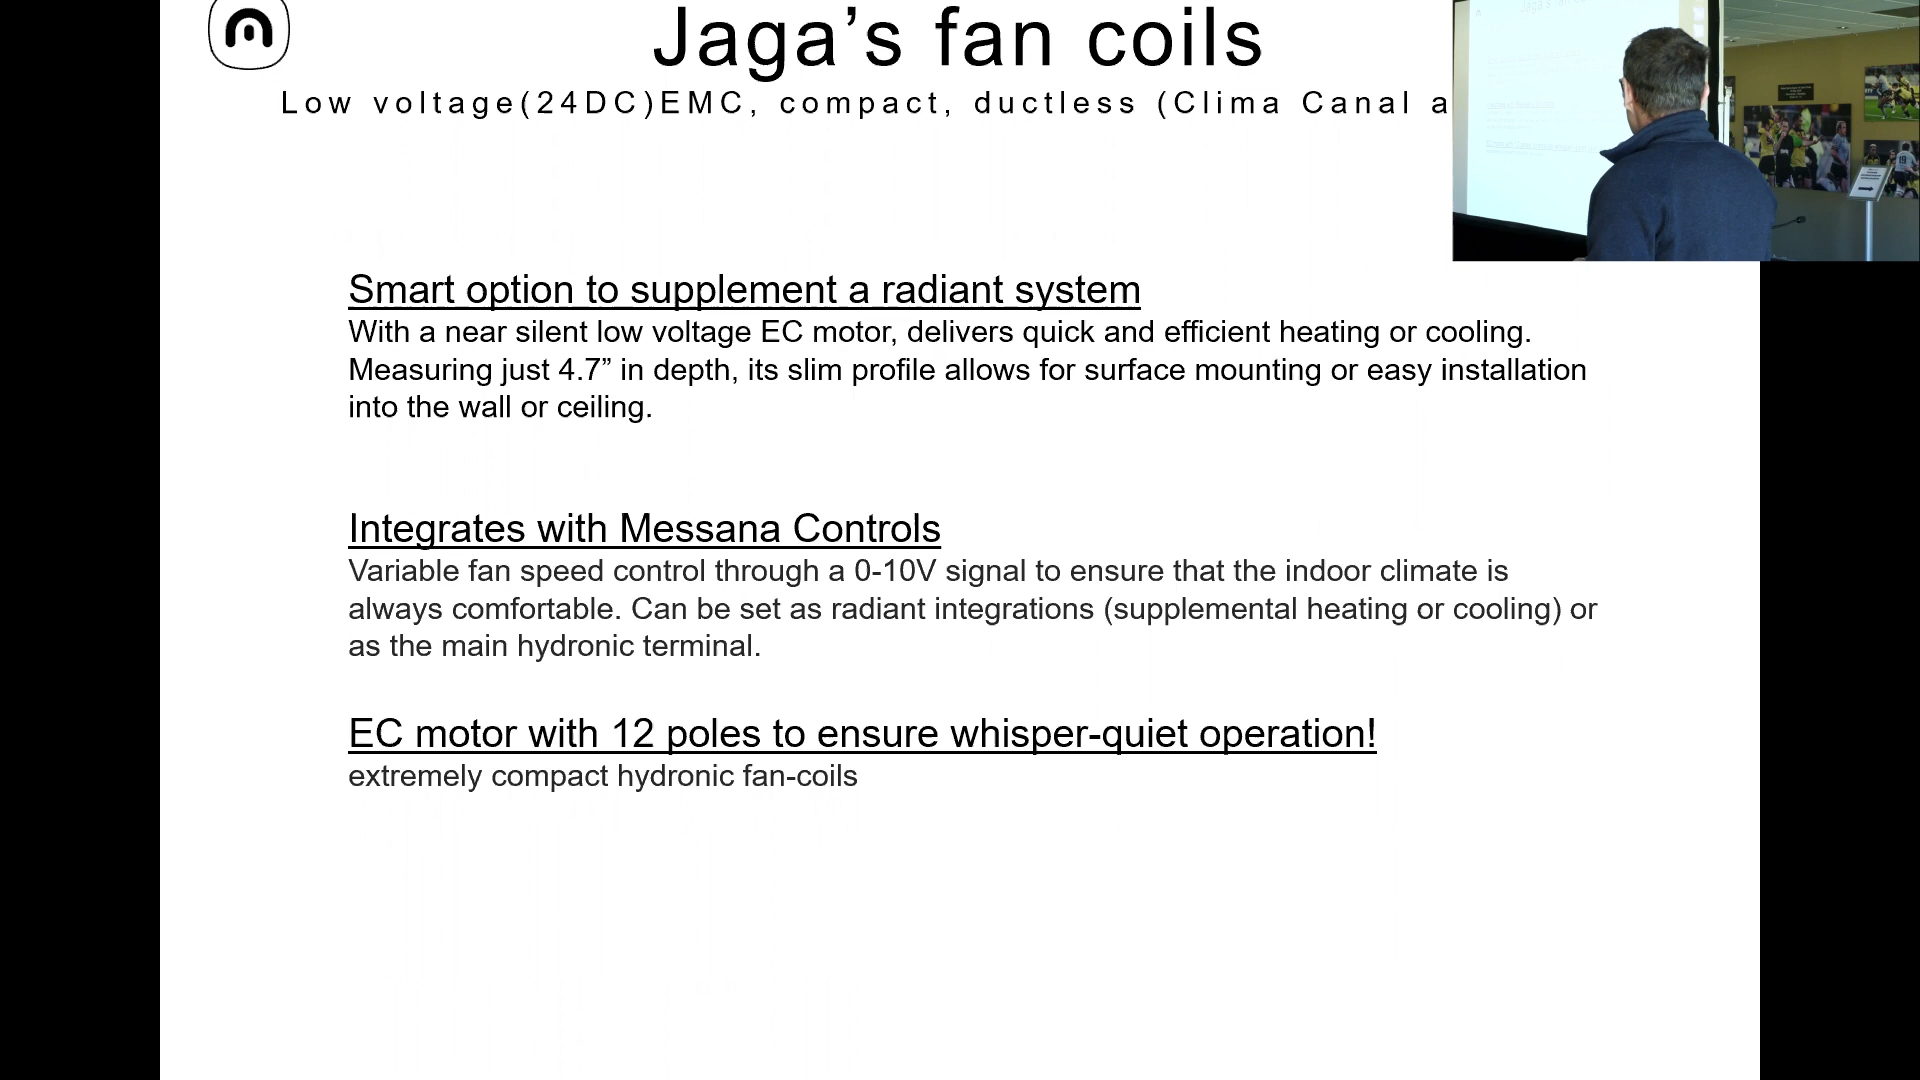 Jaga’s fan coils
Low voltage(24DC)EMC, compact, ductless (Clima Canal a
Smart option to supplement a radiant system
With a near silent low voltage EC motor, delivers quick and efficient heating or cooling.
Measuring just 4.7” in depth, its slim profile allows for surface mounting or easy installation
into the wall or ceiling.
Integrates with Messana Controls
Variable fan speed control through a 0-10V signal to ensure that the indoor climate is
always comfortable. Can be set as radiant integrations (supplemental heating or cooling) or
as the main hydronic terminal.
EC motor with 12 poles to ensure whisper-quiet operation!
extremely compact hydronic fan-coils